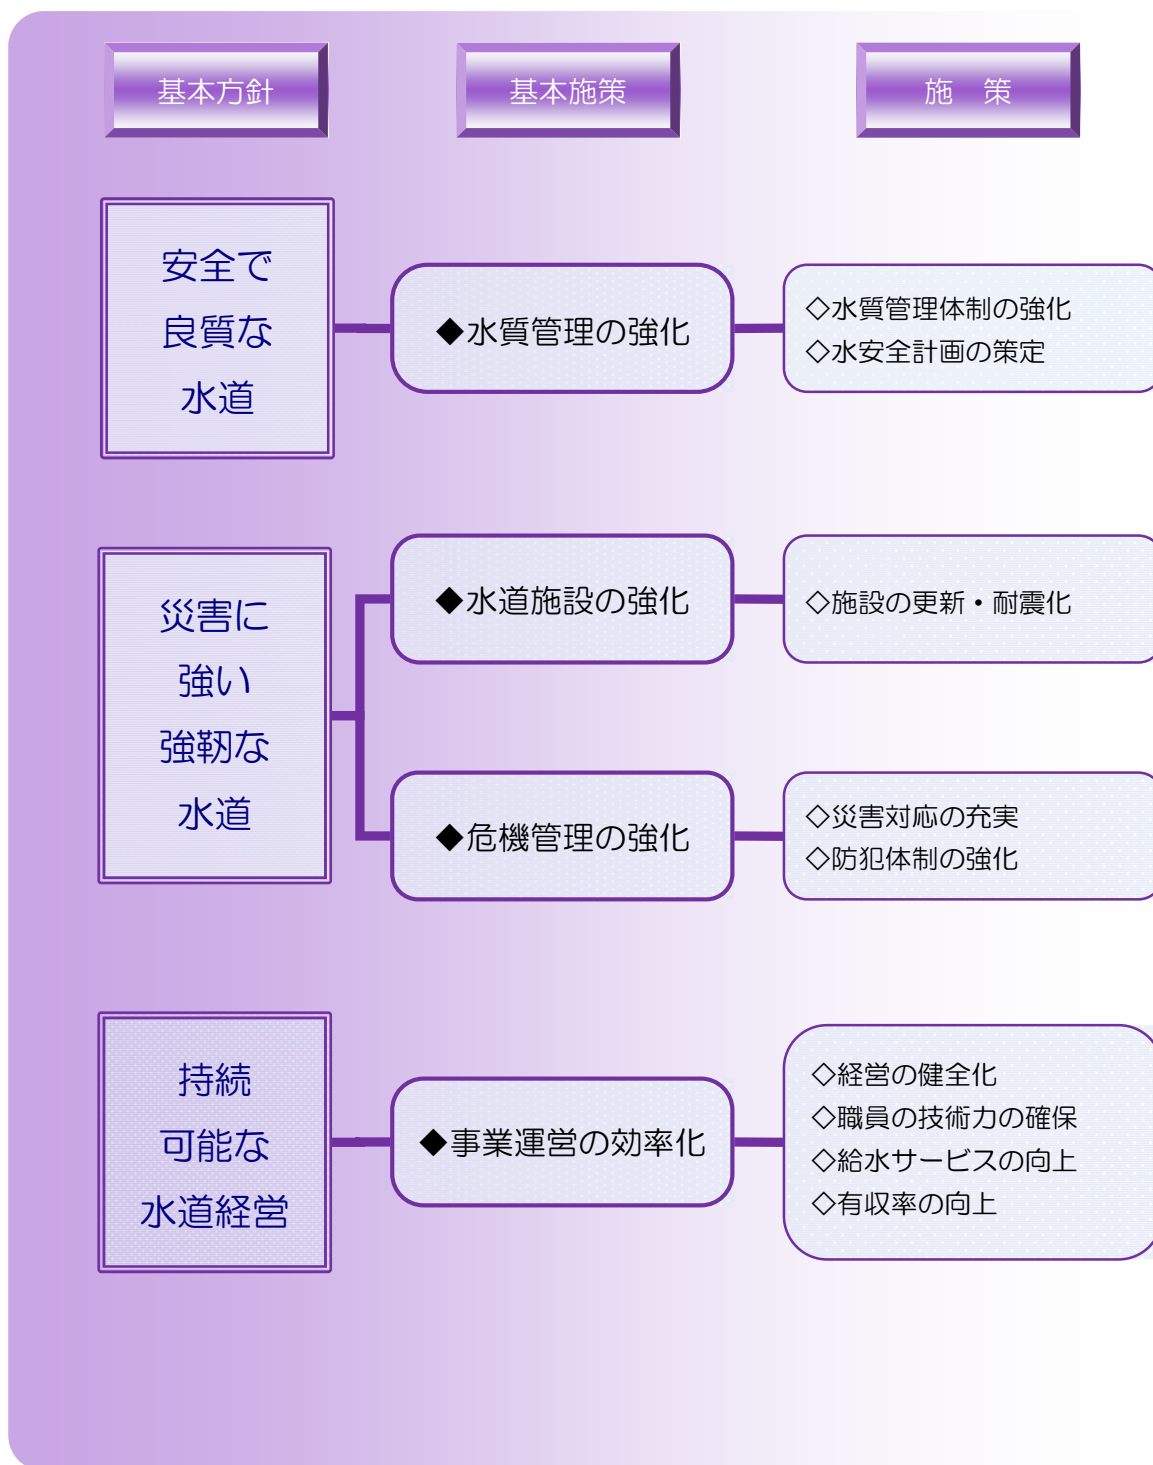 基本方針
基本施策
施　策
安全で
良質な
水道
◆水質管理の強化
◇水質管理体制の強化
◇水安全計画の策定
災害に
強い
強靭な
水道
◆水道施設の強化
◇施設の更新・耐震化
◆危機管理の強化
◇災害対応の充実
◇防犯体制の強化
持続
可能な
水道経営
◆事業運営の効率化
◇経営の健全化
◇職員の技術力の確保
◇給水サービスの向上
◇有収率の向上